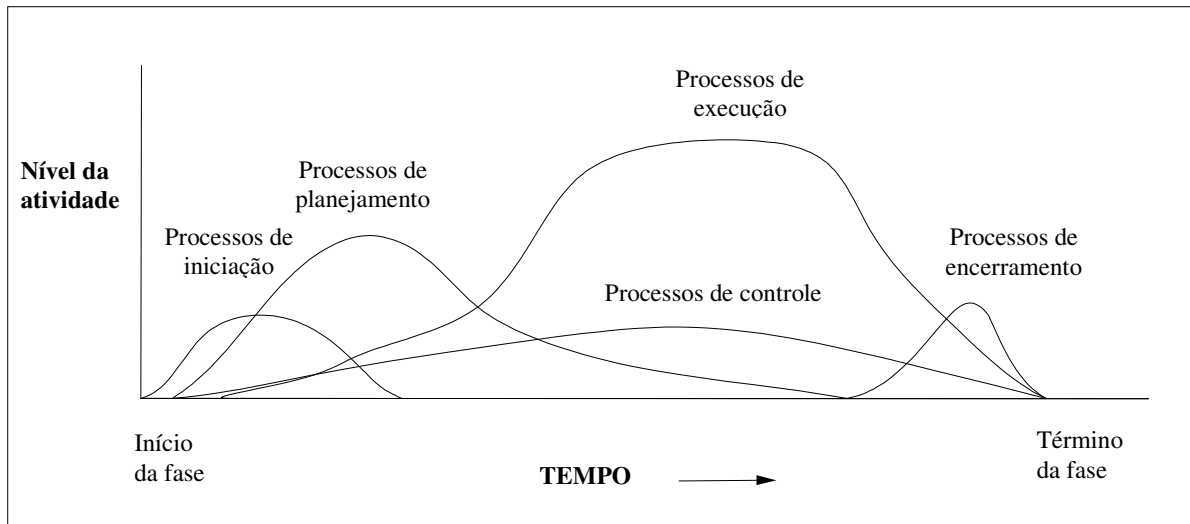 Processos de
execução
Nível da
atividade
Processos de
planejamento
Processos de
iniciação
Processos de
encerramento
Processos de controle
Início
da fase
TEMPO
Término
da fase